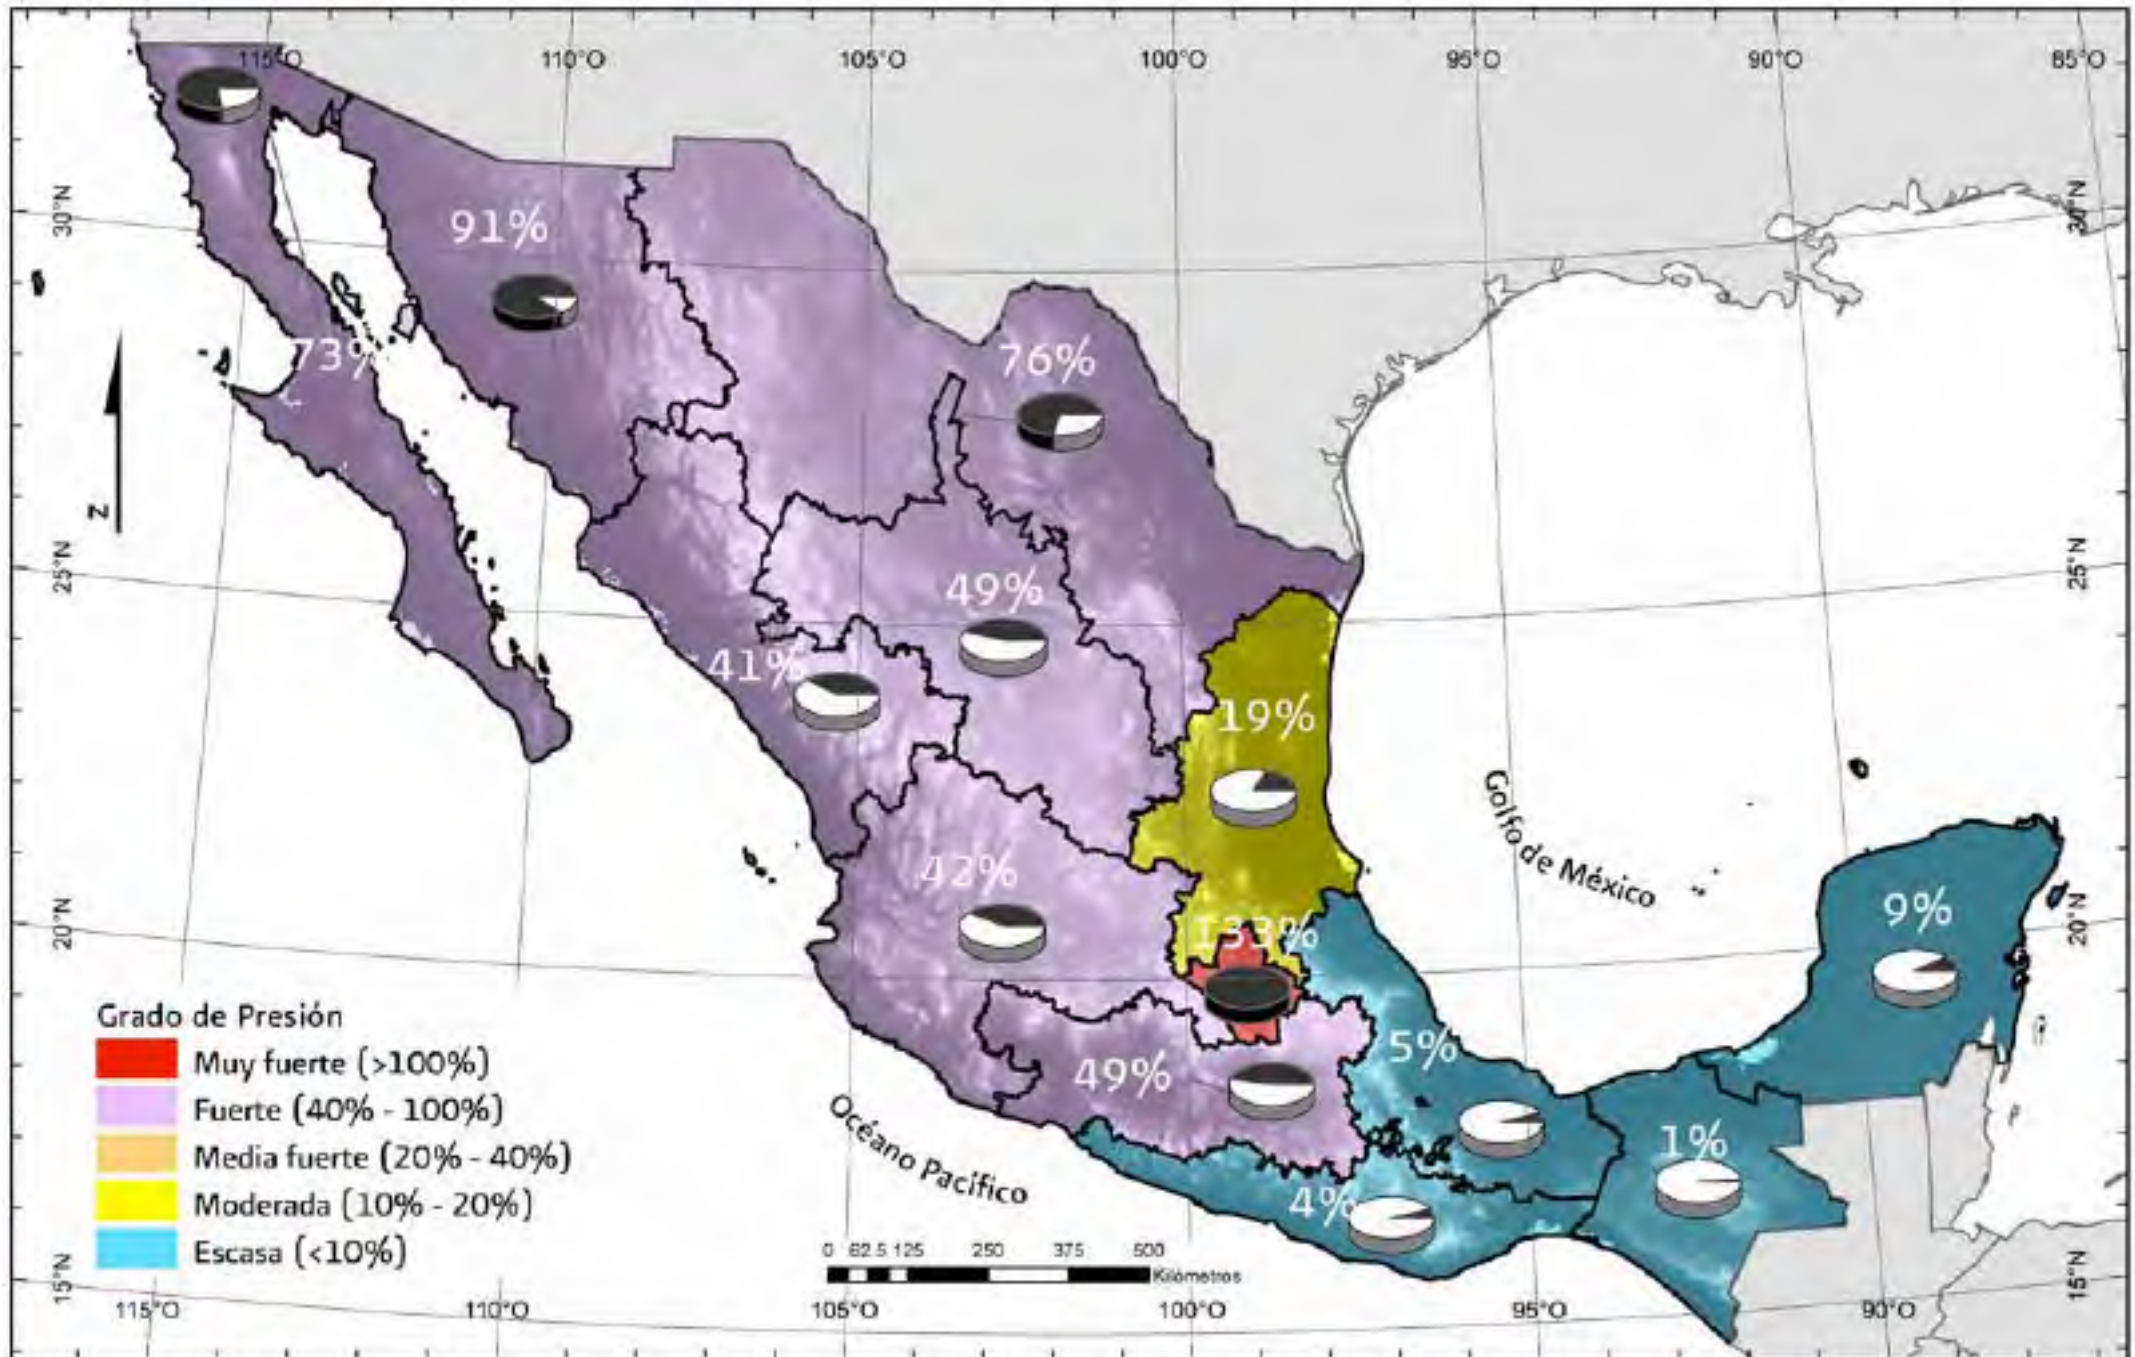 115°O 110°O 105°O 100°O 95°O 90°O 85°O
30°N
30°N
91%
73%
76%
N
25°N
25°N
49%
41%
19%
Golfo de México
42%
20°N
20°N
133%
9%
49%
5%
1%
4%
Océano Pacífico
Grado de Presión
Muy fuerte (>100%)
Fuerte (40% - 100%)
Media fuerte (20% - 40%)
Moderada (10% - 20%)
Escasa (<10%)
0 62.5 125 250 375 500
Kilómetros
15°N
15°N
115°O 110°O 105°O 100°O 95°O 90°O